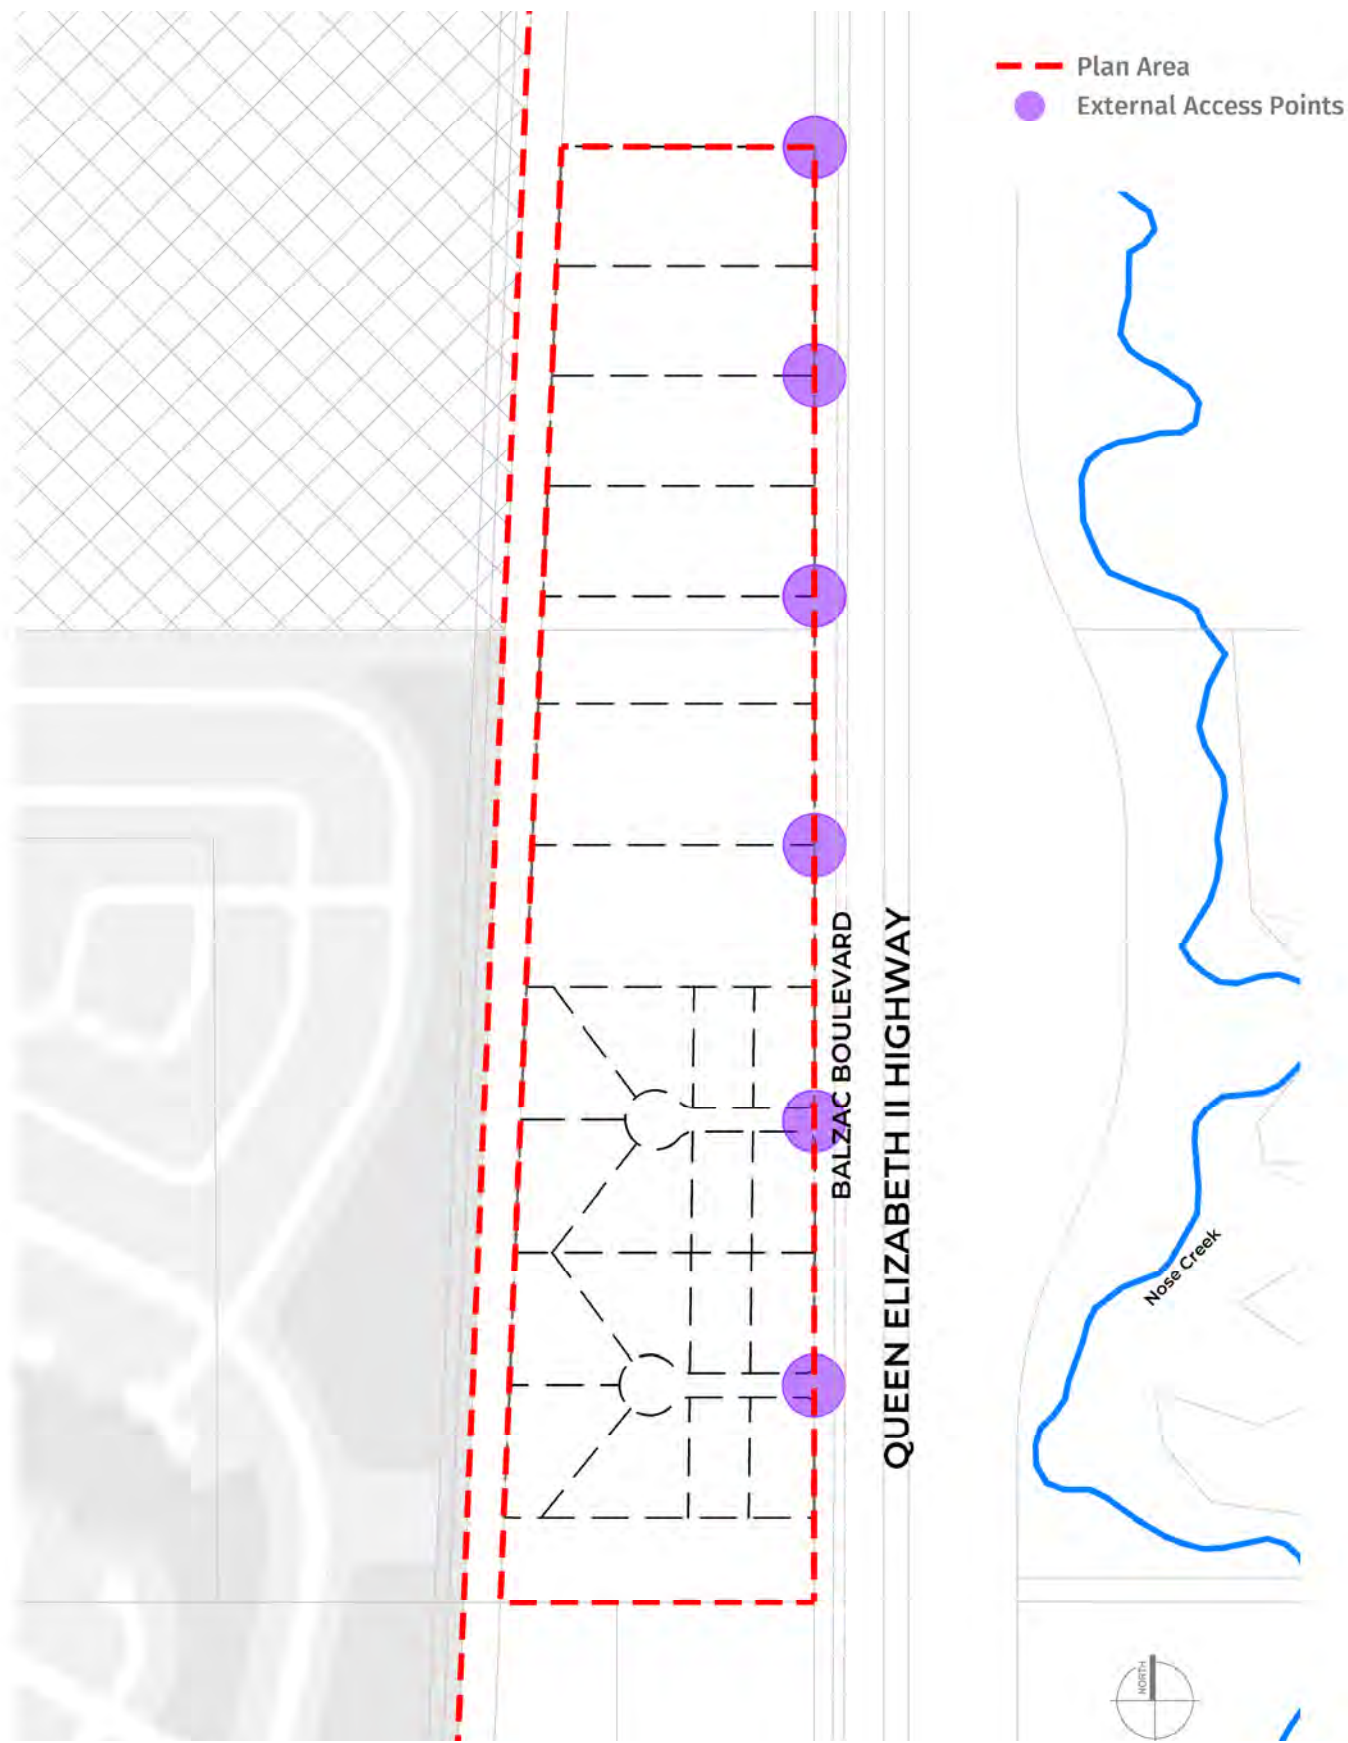 Plan Area
External Access Points
BALZAC BOULEVARD
QUEEN ELIZABETH II HIGHWAY
Nose Creek
NORTH